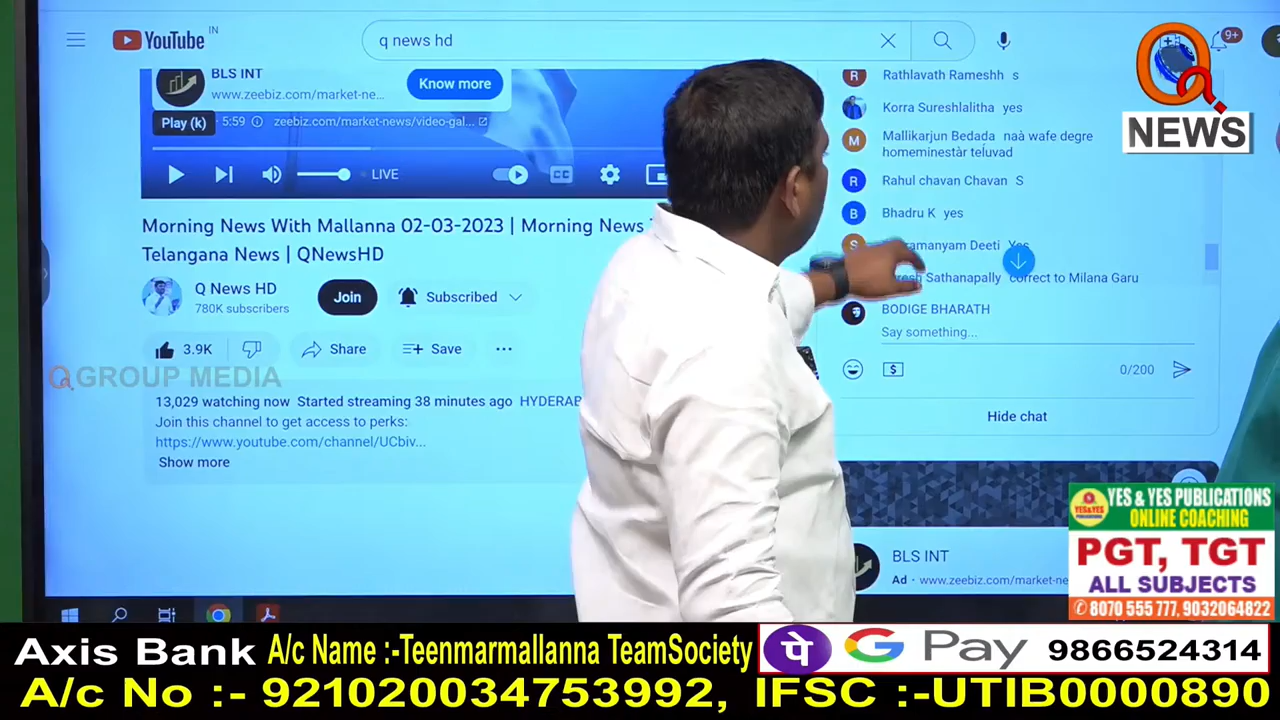 YouTube IN
q news hd
9+
BLS INT
www.zeebiz.com/market-ne...
Know more
Play (k)
5:59
zeebiz.com/market-news/video-gal...
LIVE
CC
Morning News With Mallanna 02-03-2023 | Morning News
Telangana News | QNewsHD
Q News HD
780K subscribers
Join
Subscribed
3.9K
Share
Save
GROUP MEDIA
13,029 watching now Started streaming 38 minutes ago HYDERAB
Join this channel to get access to perks:
https://www.youtube.com/channel/UCbiv...
Show more
R Rathlavath Rameshh s
Korra Sureshlalitha yes
M Mallikarjun Bedada naà wafe degre
homeminestàr teluvad
R Rahul chavan Chavan S
B Bhadru K yes
S Deeti Yes
Sathanapally correct to Milana Garu
BODIGE BHARATH
Say something...
$
0/200
Hide chat
BLS INT
Ad · www.zeebiz.com/market-ne
Q NEWS
YES & YES PUBLICATIONS
ONLINE COACHING
PGT, TGT
ALL SUBJECTS
8070 555 777, 9032064822
Axis Bank A/c Name :-Teenmarmallanna TeamSociety
पे G Pay 9866524314
A/c No :- 921020034753992, IFSC :-UTIB0000890